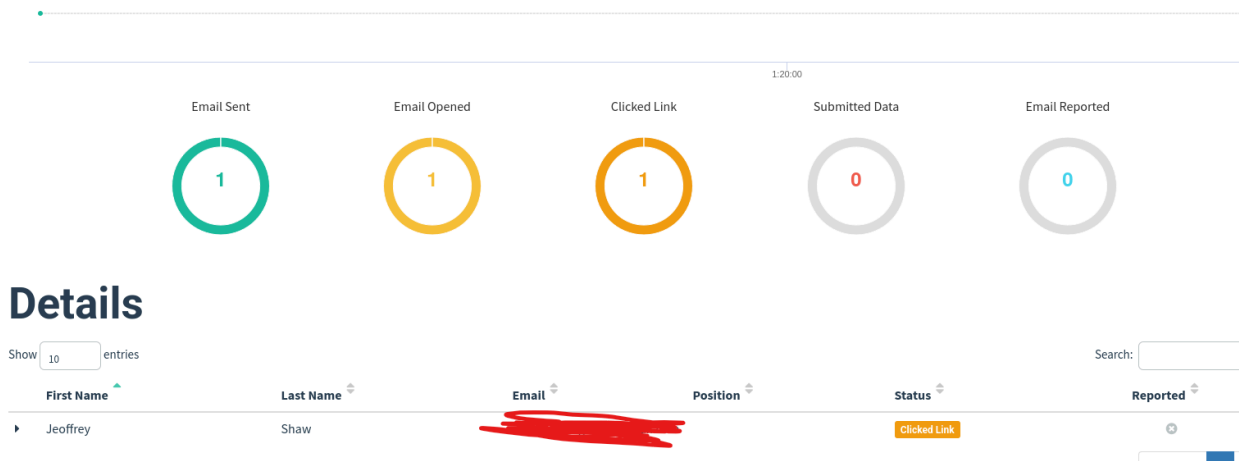 1:20:00
Email Sent Email Opened Clicked Link Submitted Data Email Reported
1 1 1 0 0
Details
Show 10 entries Search:
First Name Last Name Email Position Status Reported
Jeoffrey Shaw Clicked Link